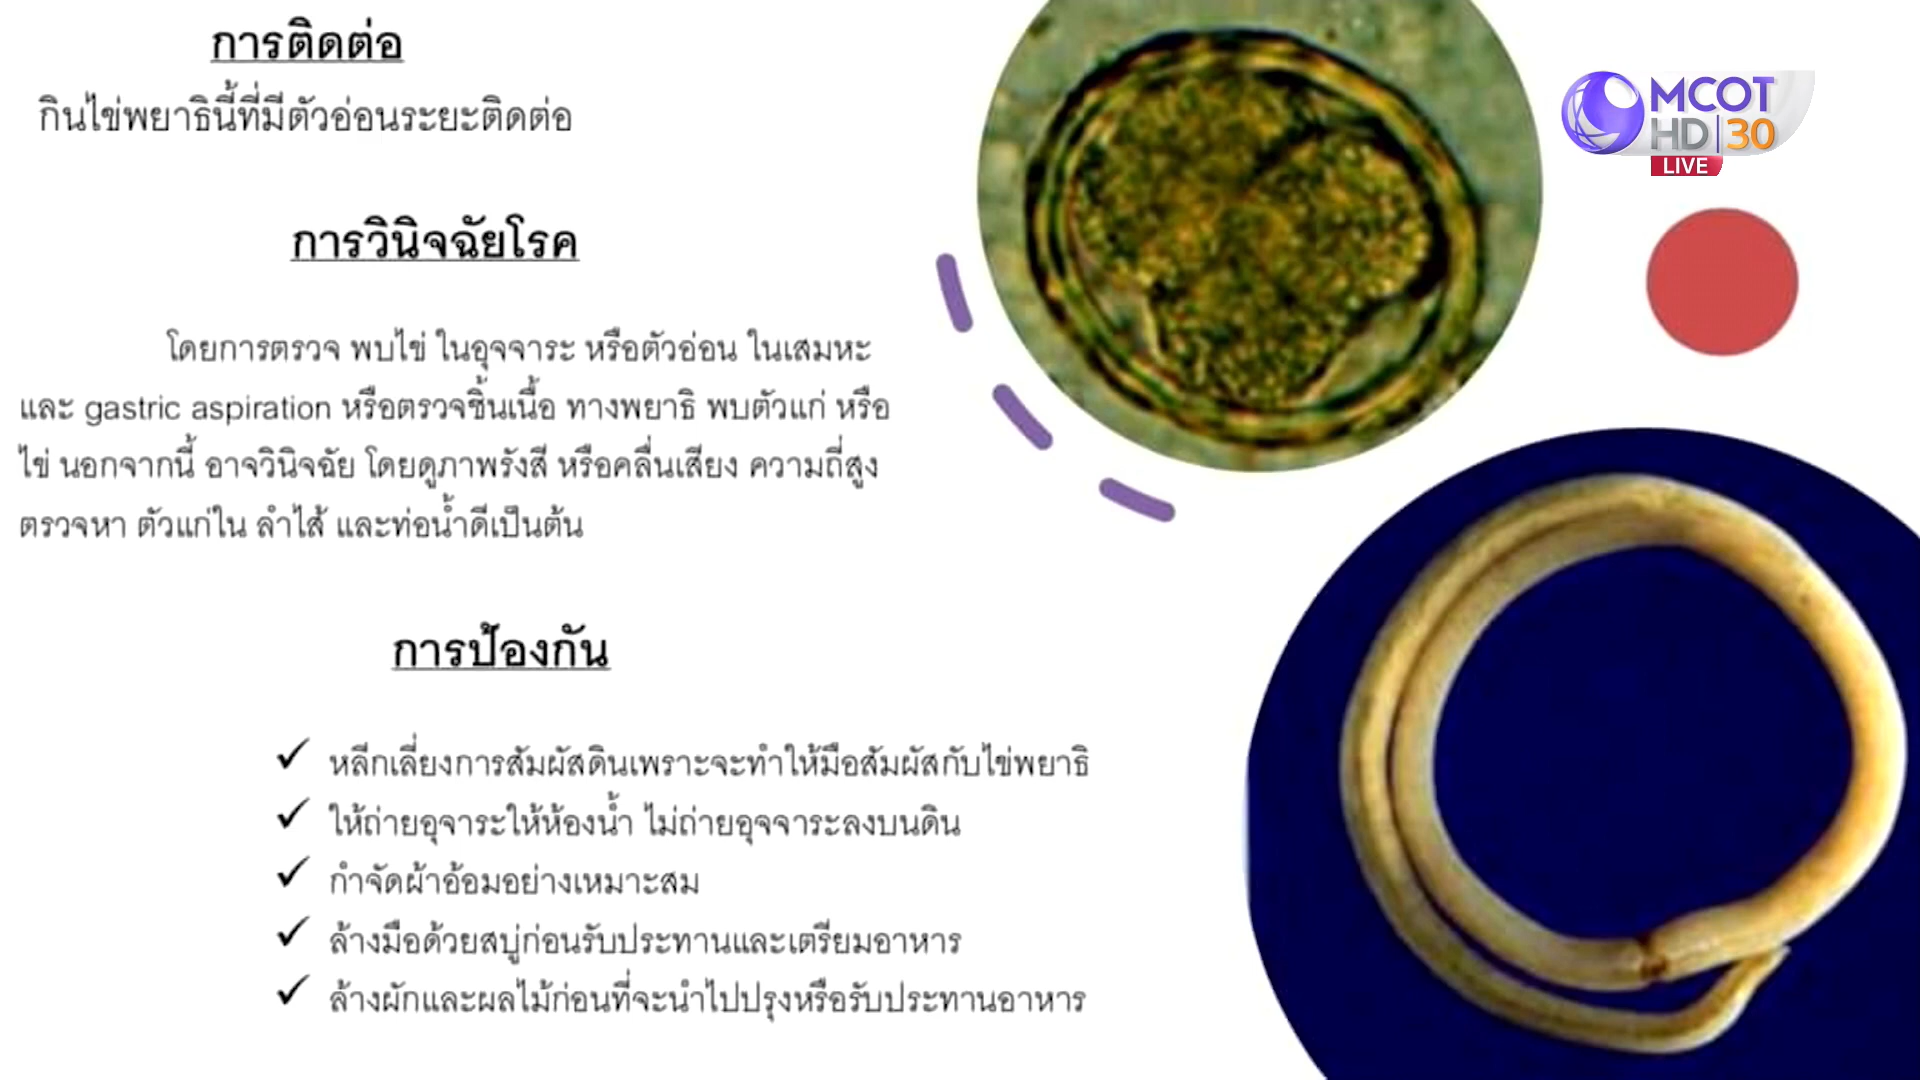 การติดต่อ
กินไข่พยาธินี้ที่มีตัวอ่อนระยะติดต่อ
การวินิจฉัยโรค
โดยการตรวจ พบไข่ ในอุจจาระ หรือตัวอ่อน ในเสมหะ
และ gastric aspiration หรือตรวจชิ้นเนื้อ ทางพยาธิ พบตัวแก่ หรือ
ไข่ นอกจากนี้ อาจวินิจฉัย โดยดูภาพรังสี หรือคลื่นเสียง ความถี่สูง
ตรวจหา ตัวแก่ใน ลำไส้ และท่อน้ำดีเป็นต้น
การป้องกัน
✓ หลีกเลี่ยงการสัมผัสดินเพราะจะทำให้มือสัมผัสกับไข่พยาธิ
✓ ให้ถ่ายอุจาระให้ห้องน้ำ ไม่ถ่ายอุจจาระลงบนดิน
✓ กำจัดผ้าอ้อมอย่างเหมาะสม
✓ ล้างมือด้วยสบู่ก่อนรับประทานและเตรียมอาหาร
✓ ล้างผักและผลไม้ก่อนที่จะนำไปปรุงหรือรับประทานอาหาร
MCOT
HD|30
LIVE